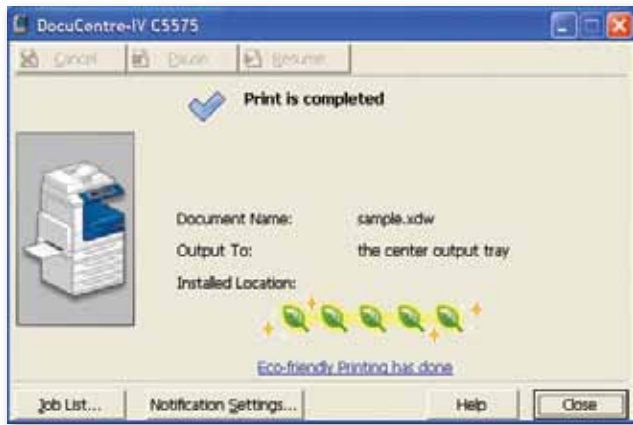 DocuCentre-IV C5575
Cancel Pause Resume
Print is completed
Document Name: sample.xdw
Output To: the center output tray
Installed Location:
Eco-friendly Printing has done
Job List... Notification Settings... Help Close